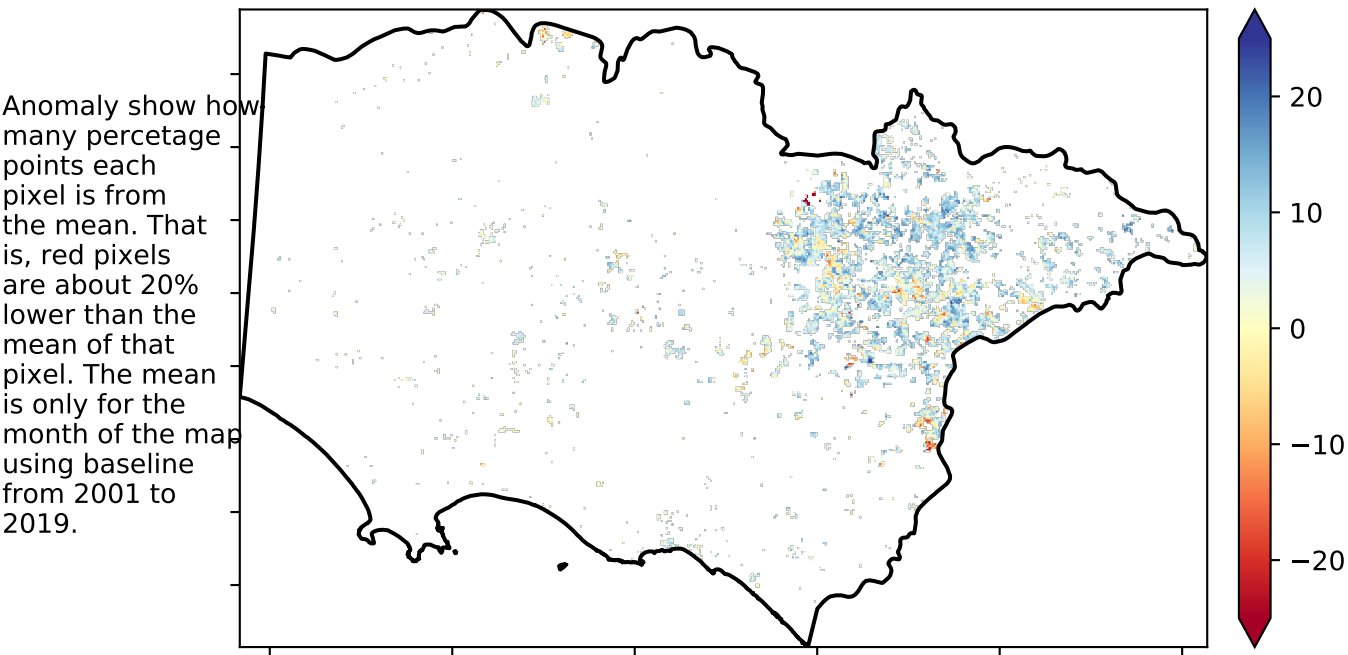 Anomaly show how
many percetage
points each
pixel is from
the mean. That
is, red pixels
are about 20%
lower than the
mean of that
pixel. The mean
is only for the
month of the map
using baseline
from 2001 to
2019.
20
10
0
−10
−20